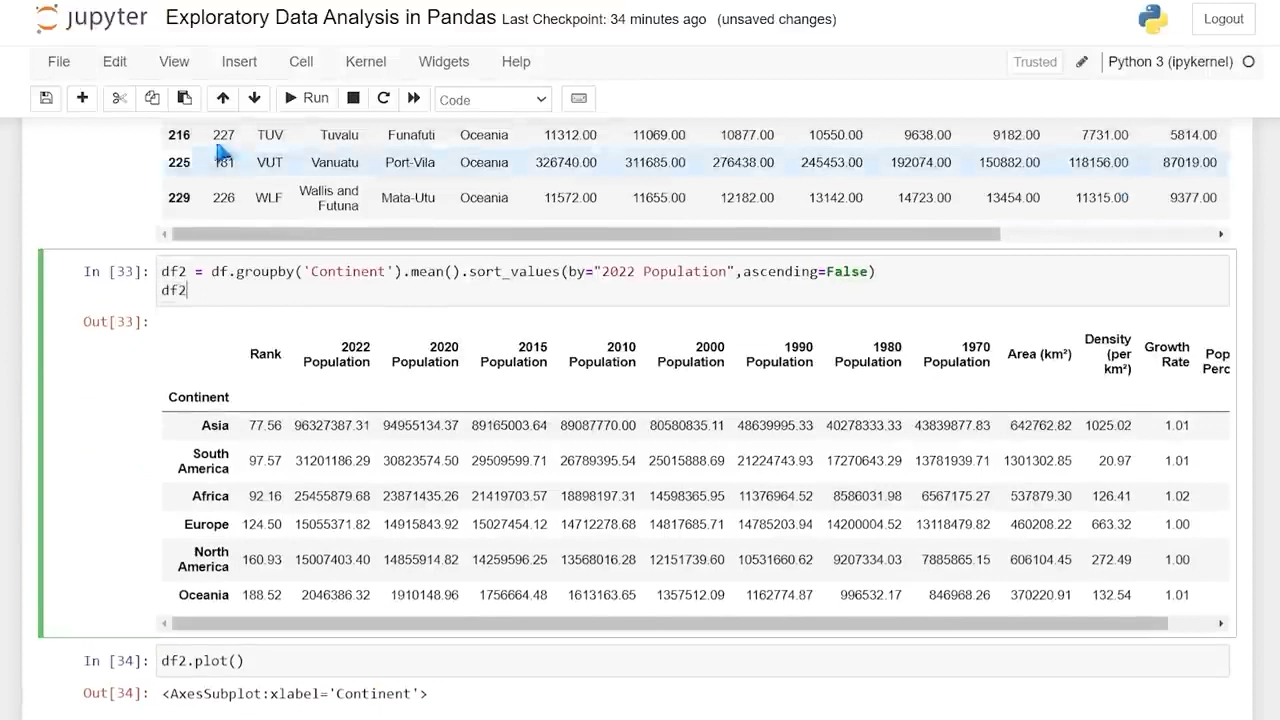 jupyter Exploratory Data Analysis in Pandas Last Checkpoint: 34 minutes ago (unsaved changes) Logout
File Edit View Insert Cell Kernel Widgets Help Trusted Python 3 (ipykernel)
Run Code
216 227 TUV Tuvalu Funafuti Oceania 11312.00 11069.00 10877.00 10550.00 9638.00 9182.00 7731.00 5814.00
225 181 VUT Vanuatu Port-Vila Oceania 326740.00 311685.00 276438.00 245453.00 192074.00 150882.00 118156.00 87019.00
229 226 WLF Wallis and Futuna Mata-Utu Oceania 11572.00 11655.00 12182.00 13142.00 14723.00 13454.00 11315.00 9377.00
In [33]: df2 = df.groupby('Continent').mean().sort_values(by="2022 Population",ascending=False)
df2
Out[33]:
Rank 2022 Population 2020 Population 2015 Population 2010 Population 2000 Population 1990 Population 1980 Population 1970 Population Area (km²) Density (per km²) Growth Rate Pop Perc
Continent
Asia 77.56 96327387.31 94955134.37 89165003.64 89087770.00 80580835.11 48639995.33 40278333.33 43839877.83 642762.82 1025.02 1.01
South America 97.57 31201186.29 30823574.50 29509599.71 26789395.54 25015888.69 21224743.93 17270643.29 13781939.71 1301302.85 20.97 1.01
Africa 92.16 25455879.68 23871435.26 21419703.57 18898197.31 14598365.95 11376964.52 8586031.98 6567175.27 537879.30 126.41 1.02
Europe 124.50 15055371.82 14915843.92 15027454.12 14712278.68 14817685.71 14785203.94 14200004.52 13118479.82 460208.22 663.32 1.00
North America 160.93 15007403.40 14855914.82 14259596.25 13568016.28 12151739.60 10531660.62 9207334.03 7885865.15 606104.45 272.49 1.00
Oceania 188.52 2046386.32 1910148.96 1756664.48 1613163.65 1357512.09 1162774.87 996532.17 846968.26 370220.91 132.54 1.01
In [34]: df2.plot()
Out[34]: <AxesSubplot:xlabel='Continent'>